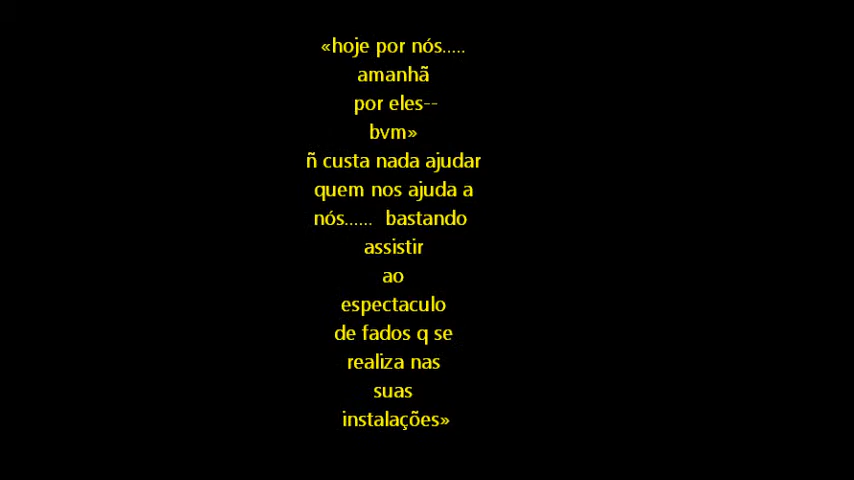 «hoje por nós.....
amanhã
por eles--
bvm»
ñ custa nada ajudar
quem nos ajuda a
nós...... bastando
assistir
ao
espectaculo
de fados q se
realiza nas
suas
instalações»